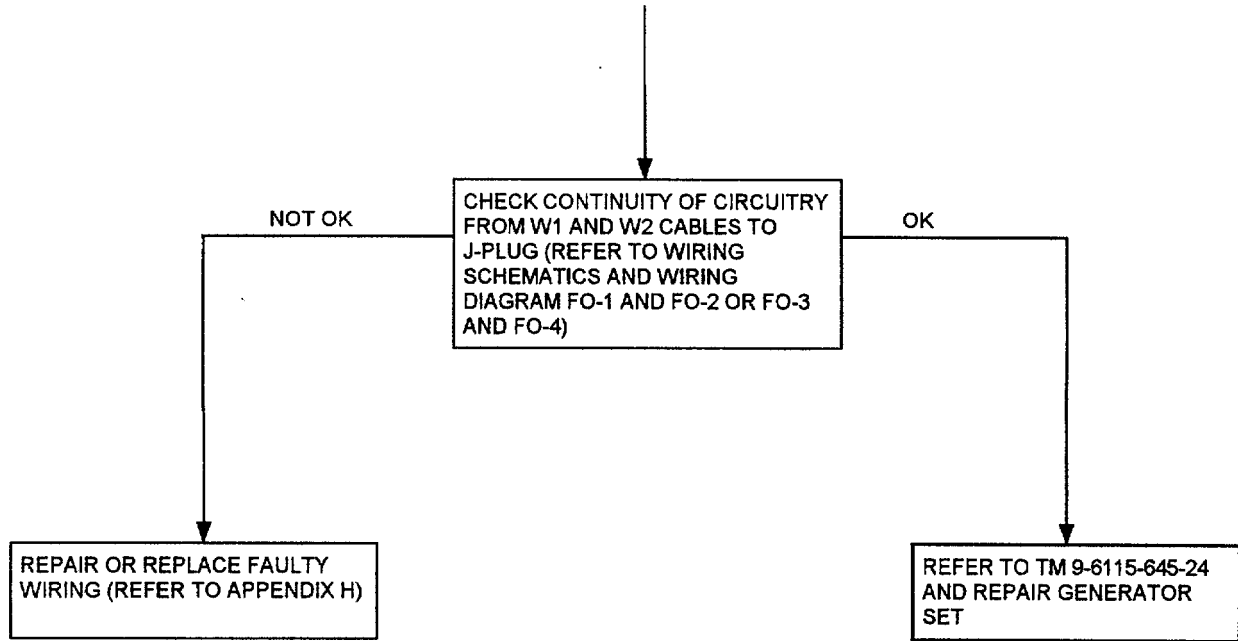 CHECK CONTINUITY OF CIRCUITRY
FROM W1 AND W2 CABLES TO
J-PLUG (REFER TO WIRING
SCHEMATICS AND WIRING
DIAGRAM FO-1 AND FO-2 OR FO-3
AND FO-4)
NOT OK
OK
REPAIR OR REPLACE FAULTY
WIRING (REFER TO APPENDIX H)
REFER TO TM 9-6115-645-24
AND REPAIR GENERATOR
SET